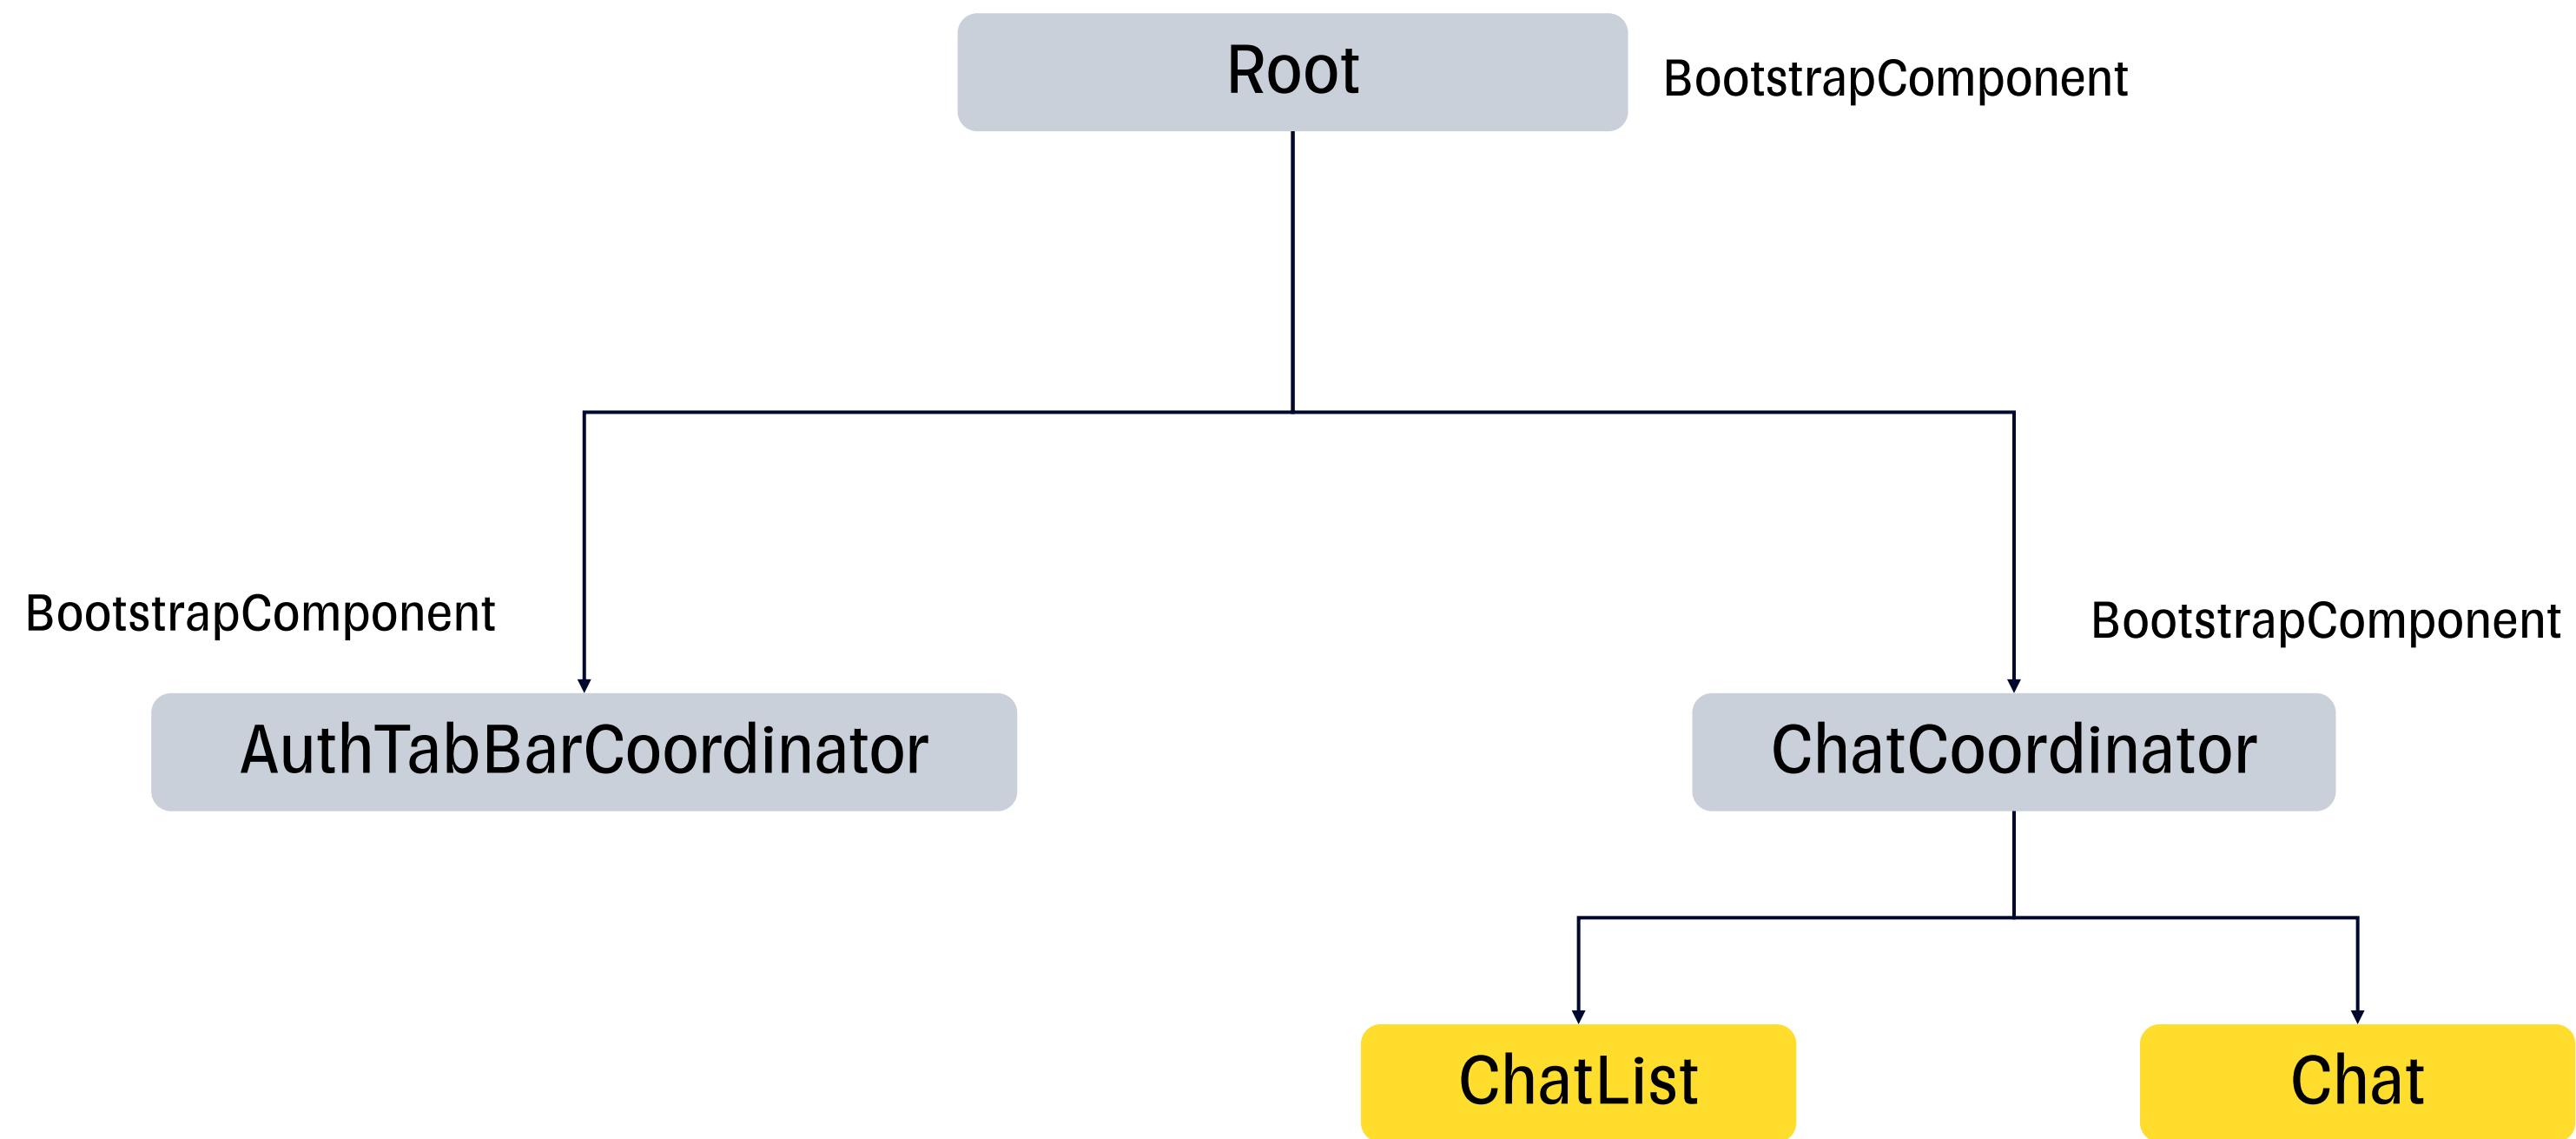 Root
BootstrapComponent
BootstrapComponent
BootstrapComponent
AuthTabBarCoordinator
ChatCoordinator
ChatList
Chat